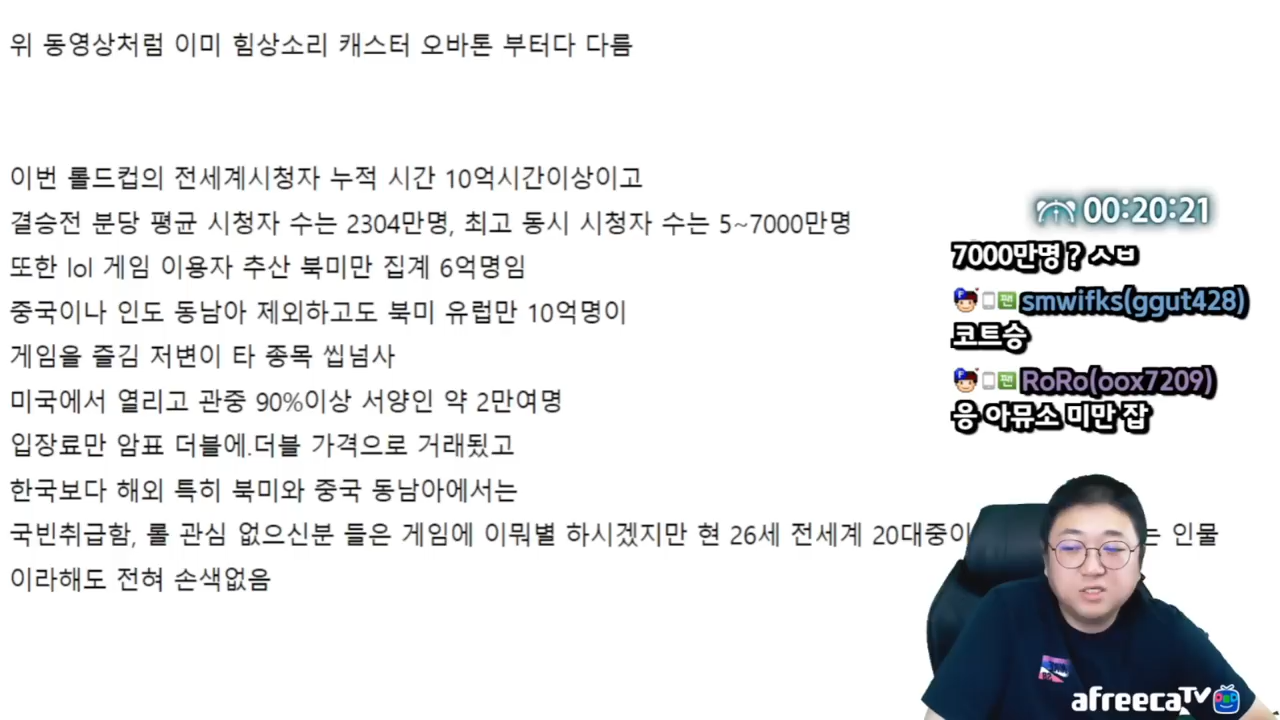 위 동영상처럼 이미 힘상소리 캐스터 오바톤 부터다 다름
이번 롤드컵의 전세계시청자 누적 시간 10억시간이상이고
결승전 분당 평균 시청자 수는 2304만명, 최고 동시 시청자 수는 5~7000만명
또한 lol 게임 이용자 추산 북미만 집계 6억명임
중국이나 인도 동남아 제외하고도 북미 유럽만 10억명이
게임을 즐김 저변이 타 종목 씹넘사
미국에서 열리고 관중 90%이상 서양인 약 2만여명
입장료만 암표 더블에.더블 가격으로 거래됬고
한국보다 해외 특히 북미와 중국 동남아에서는
국빈취급함, 롤 관심 없으신분 들은 게임에 이뭐별 하시겠지만 현 26세 전세계 20대중이 는 인물
이라해도 전혀 손색없음
00:20:21
7000만명 ? ㅅㅂ
F 팬 smwifks(ggut428)
코트승
F 팬 RoRo(oox7209)
응 아뮤소 미만 잡
afreecaTV